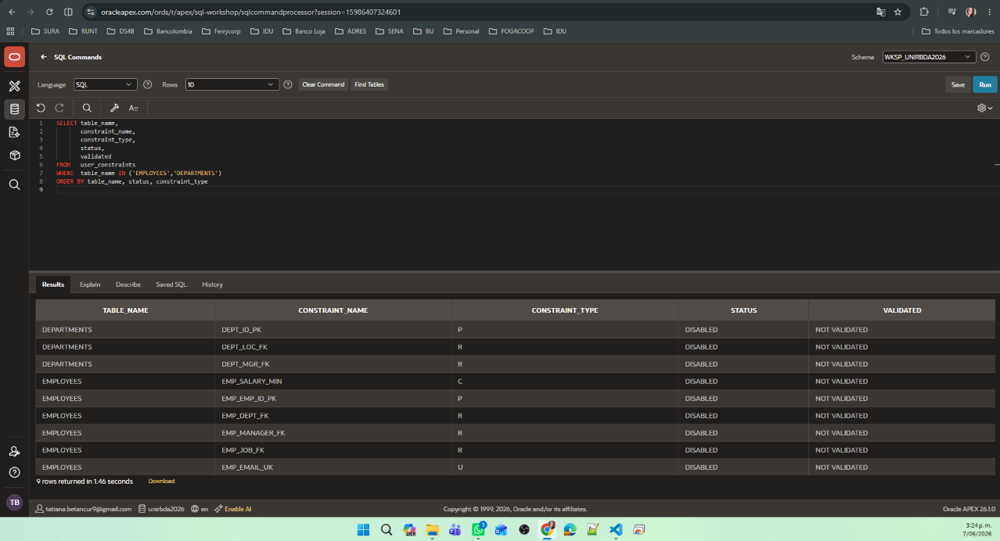 oracleapex.com/ords/r/apex/sql-workshop/sqlcommandprocessor?session=15986407324601
SURA RUNT DS4B Bancolombia Ferrycorp IDU Banco Loja ADRES SENA BU Personal FOGACOOP IDU Todos los marcadores
SQL Commands Schema WKSP_UNIRBDA2026
Language SQL Rows 10 Clear Command Find Tables Save Run
1 SELECT table_name,
2 constraint_name,
3 constraint_type,
4 status,
5 validated
6 FROM user_constraints
7 WHERE table_name IN ('EMPLOYEES','DEPARTMENTS')
8 ORDER BY table_name, status, constraint_type
9
Results Explain Describe Saved SQL History
TABLE_NAME CONSTRAINT_NAME CONSTRAINT_TYPE STATUS VALIDATED
DEPARTMENTS DEPT_ID_PK P DISABLED NOT VALIDATED
DEPARTMENTS DEPT_LOC_FK R DISABLED NOT VALIDATED
DEPARTMENTS DEPT_MGR_FK R DISABLED NOT VALIDATED
EMPLOYEES EMP_SALARY_MIN C DISABLED NOT VALIDATED
EMPLOYEES EMP_EMP_ID_PK P DISABLED NOT VALIDATED
EMPLOYEES EMP_DEPT_FK R DISABLED NOT VALIDATED
EMPLOYEES EMP_MANAGER_FK R DISABLED NOT VALIDATED
EMPLOYEES EMP_JOB_FK R DISABLED NOT VALIDATED
EMPLOYEES EMP_EMAIL_UK U DISABLED NOT VALIDATED
9 rows returned in 1.46 seconds Download
TB
tatiana.betancur9@gmail.com unirbda2026 en Enable AI Copyright © 1999, 2026, Oracle and/or its affiliates. Oracle APEX 26.1.0
1
3:24 p. m.
7/06/2026